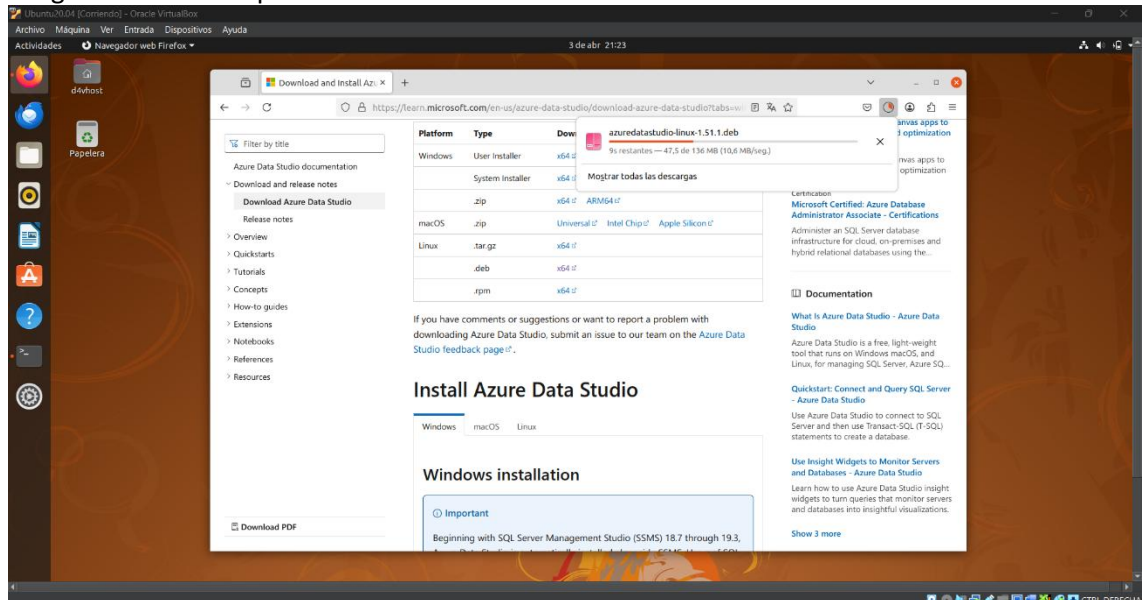 Ubuntu20.04 [Corriendo] - Oracle VirtualBox
Archivo Máquina Ver Entrada Dispositivos Ayuda
Actividades Navegador web Firefox
3 de abr 21:23
d4vhost
Papelera
Download and Install Azu
https://learn.microsoft.com/en-us/azure-data-studio/download-azure-data-studio?tabs=wi
azuredatastudio-linux-1.51.1.deb
9s restantes — 47,5 de 136 MB (10,6 MB/seg.)
Mostrar todas las descargas
Filter by title
Azure Data Studio documentation
Download and release notes
Download Azure Data Studio
Release notes
Overview
Quickstarts
Tutorials
Concepts
How-to guides
Extensions
Notebooks
References
Resources
Download PDF
Platform Type
Windows User Installer x64
System Installer x64
.zip x64 ARM64
macOS .zip Universal Intel Chip Apple Silicon
Linux .tar.gz x64
.deb x64
.rpm x64
If you have comments or suggestions or want to report a problem with
downloading Azure Data Studio, submit an issue to our team on the Azure Data
Studio feedback page.
Install Azure Data Studio
Windows macOS Linux
Windows installation
Important
Beginning with SQL Server Management Studio (SSMS) 18.7 through 19.3,
anvas apps to
optimization
nvas apps to
optimization
Certification
Microsoft Certified: Azure Database
Administrator Associate - Certifications
Administer an SQL Server database
infrastructure for cloud, on-premises and
hybrid relational databases using the...
Documentation
What Is Azure Data Studio - Azure Data
Studio
Azure Data Studio is a free, light-weight
tool that runs on Windows macOS, and
Linux, for managing SQL Server, Azure SQ...
Quickstart: Connect and Query SQL Server
- Azure Data Studio
Use Azure Data Studio to connect to SQL
Server and then use Transact-SQL (T-SQL)
statements to create a database.
Use Insight Widgets to Monitor Servers
and Databases - Azure Data Studio
Learn how to use Azure Data Studio insight
widgets to turn queries that monitor servers
and databases into insightful visualizations.
Show 3 more
CTRL DERECHA